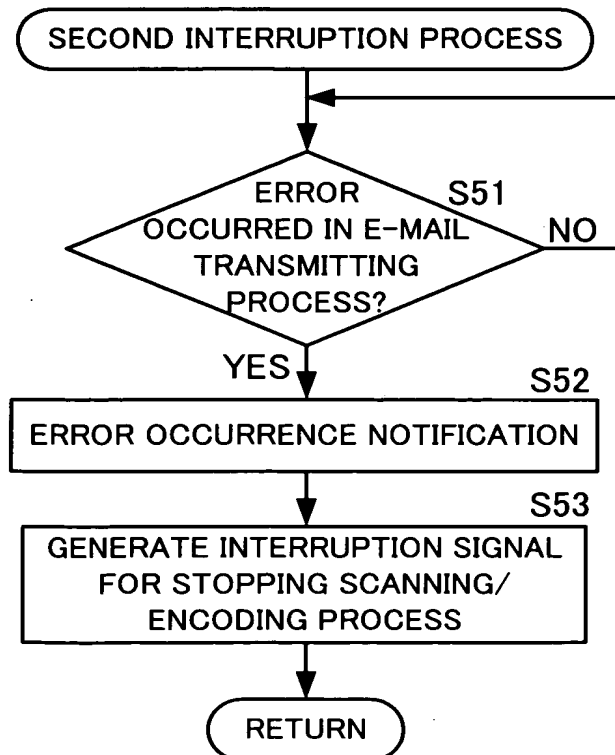 SECOND INTERRUPTION PROCESS
S51
ERROR
OCCURRED IN E-MAIL
TRANSMITTING
PROCESS?
NO
YES
S52
ERROR OCCURRENCE NOTIFICATION
S53
GENERATE INTERRUPTION SIGNAL
FOR STOPPING SCANNING/
ENCODING PROCESS
RETURN